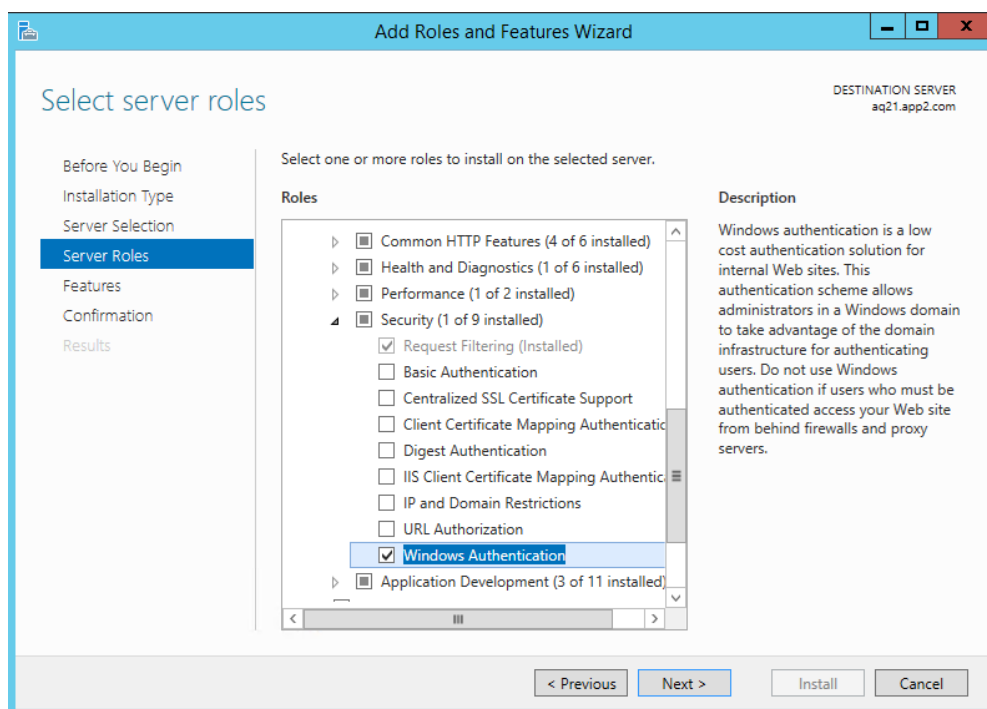 Add Roles and Features Wizard
Select server roles
DESTINATION SERVER
aq21.app2.com
Before You Begin
Installation Type
Server Selection
Server Roles
Features
Confirmation
Results
Select one or more roles to install on the selected server.
Roles
Common HTTP Features (4 of 6 installed)
Health and Diagnostics (1 of 6 installed)
Performance (1 of 2 installed)
Security (1 of 9 installed)
Request Filtering (Installed)
Basic Authentication
Centralized SSL Certificate Support
Client Certificate Mapping Authenticatic
Digest Authentication
IIS Client Certificate Mapping Authentic
IP and Domain Restrictions
URL Authorization
Windows Authentication
Application Development (3 of 11 installed)
Description
Windows authentication is a low
cost authentication solution for
internal Web sites. This
authentication scheme allows
administrators in a Windows domain
to take advantage of the domain
infrastructure for authenticating
users. Do not use Windows
authentication if users who must be
authenticated access your Web site
from behind firewalls and proxy
servers.
< Previous
Next >
Install
Cancel